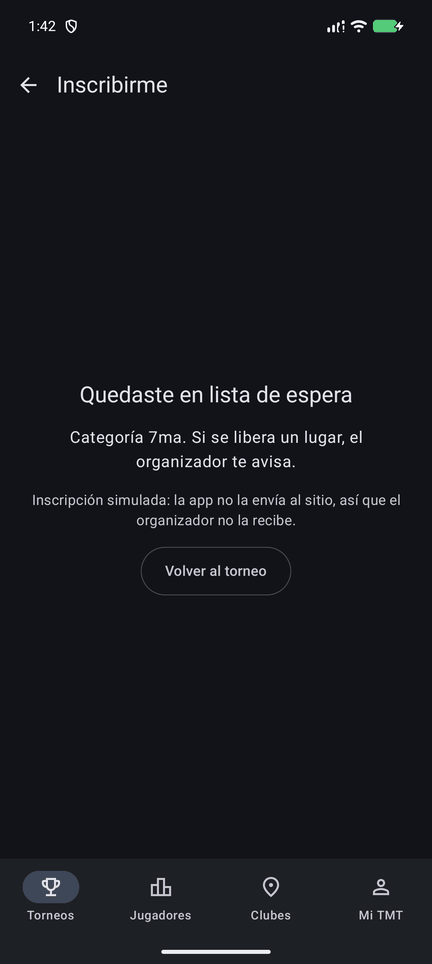 1:42
Inscribirme
Quedaste en lista de espera
Categoría 7ma. Si se libera un lugar, el
organizador te avisa.
Inscripción simulada: la app no la envía al sitio, así que el
organizador no la recibe.
Volver al torneo
Torneos
Jugadores
Clubes
Mi TMT